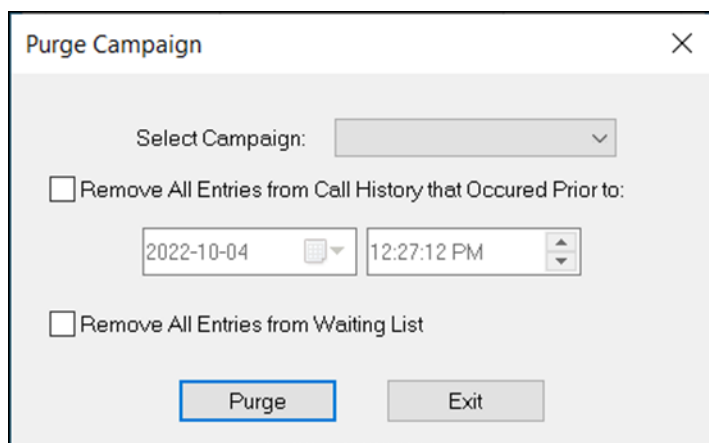 Purge Campaign
Select Campaign:
Remove All Entries from Call History that Occured Prior to:
2022-10-04 12:27:12 PM
Remove All Entries from Waiting List
Purge Exit